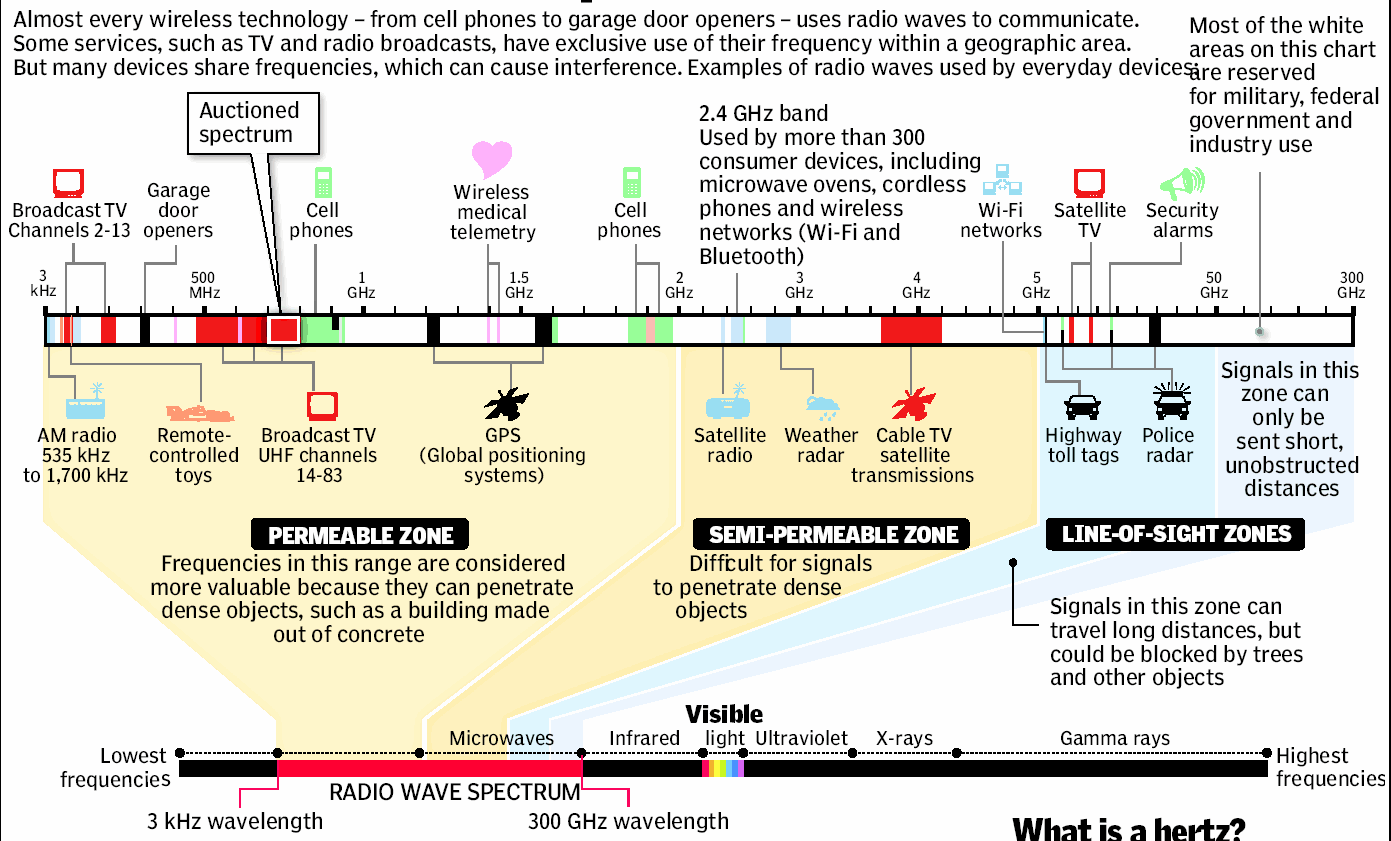 Almost every wireless technology – from cell phones to garage door openers – uses radio waves to communicate.
Some services, such as TV and radio broadcasts, have exclusive use of their frequency within a geographic area.
But many devices share frequencies, which can cause interference. Examples of radio waves used by everyday devices:
Most of the white
areas on this chart
are reserved
for military, federal
government and
industry use
Auctioned
spectrum
2.4 GHz band
Used by more than 300
consumer devices, including
microwave ovens, cordless
phones and wireless
networks (Wi-Fi and
Bluetooth)
Broadcast TV
Channels 2-13
Garage
door
openers
Cell
phones
Wireless
medical
telemetry
Cell
phones
Wi-Fi
networks
Satellite
TV
Security
alarms
3
kHz
500
MHz
1
GHz
1.5
GHz
2
GHz
3
GHz
4
GHz
5
GHz
50
GHz
300
GHz
AM radio
535 kHz
to 1,700 kHz
Remote-
controlled
toys
Broadcast TV
UHF channels
14-83
GPS
(Global positioning
systems)
Satellite
radio
Weather
radar
Cable TV
satellite
transmissions
Highway
toll tags
Police
radar
Signals in this
zone can
only be
sent short,
unobstructed
distances
PERMEABLE ZONE
Frequencies in this range are considered
more valuable because they can penetrate
dense objects, such as a building made
out of concrete
SEMI-PERMEABLE ZONE
Difficult for signals
to penetrate dense
objects
LINE-OF-SIGHT ZONES
Signals in this zone can
travel long distances, but
could be blocked by trees
and other objects
Lowest
frequencies
Microwaves
Infrared
Visible
light
Ultraviolet
X-rays
Gamma rays
Highest
frequencies
RADIO WAVE SPECTRUM
3 kHz wavelength
300 GHz wavelength
What is a hertz?